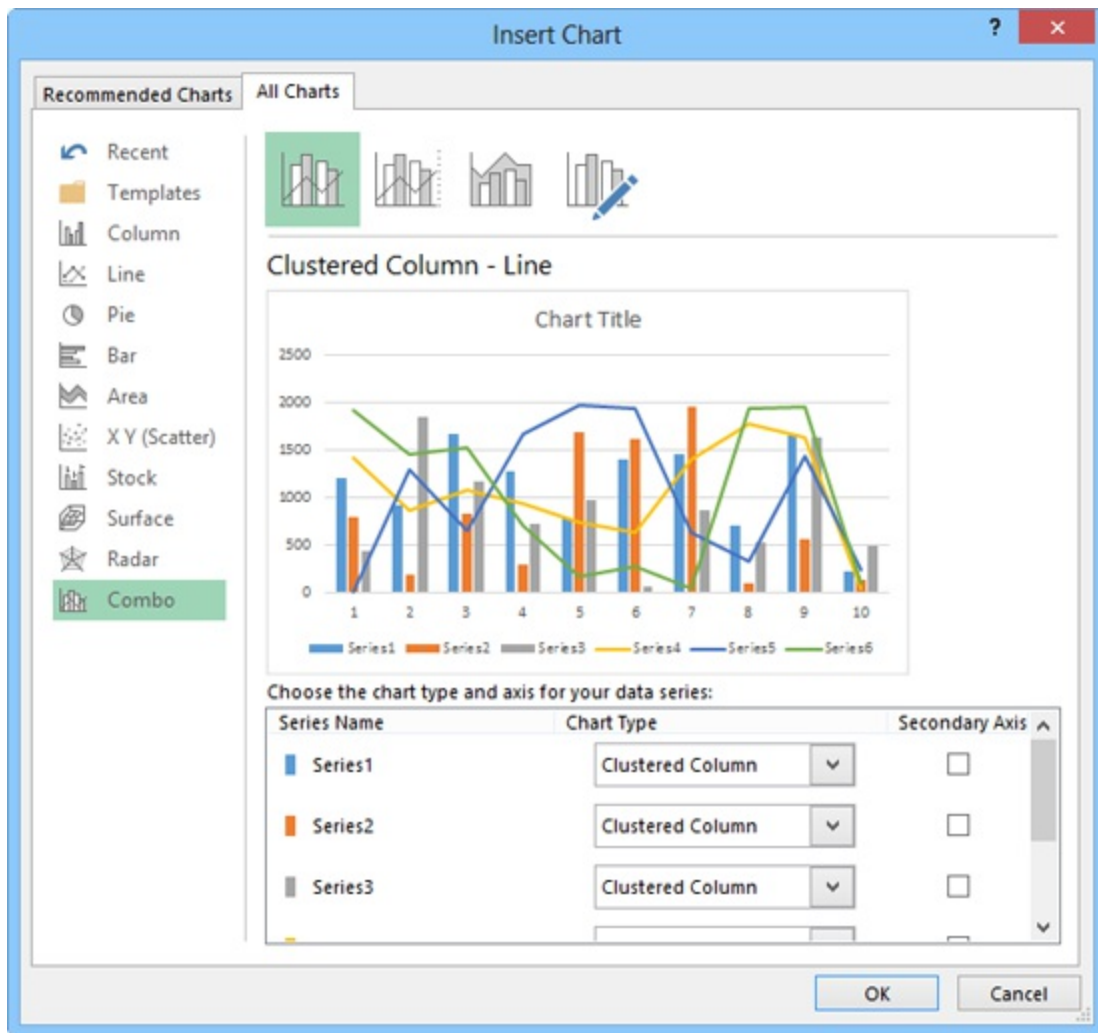 Insert Chart
?
Recommended Charts
All Charts
Recent
Templates
Column
Line
Pie
Bar
Area
X Y (Scatter)
Stock
Surface
Radar
Combo
Clustered Column - Line
Chart Title
2500
2000
1500
1000
500
0
1 2 3 4 5 6 7 8 9 10
Series1 Series2 Series3 Series4 Series5 Series6
Choose the chart type and axis for your data series:
Series Name Chart Type Secondary Axis
Series1 Clustered Column
Series2 Clustered Column
Series3 Clustered Column
OK Cancel